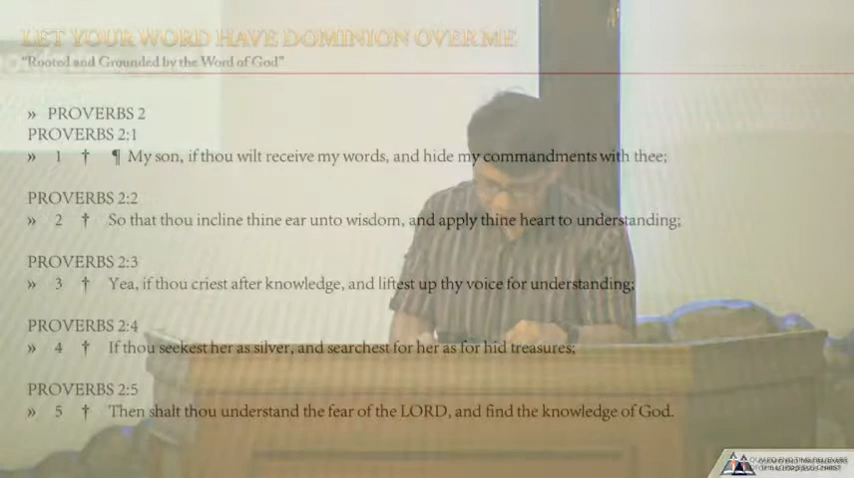 LET YOUR WORD HAVE DOMINION OVER ME
"Rooted and Grounded by the Word of God"
» PROVERBS 2
PROVERBS 2:1
» 1 † ¶ My son, if thou wilt receive my words, and hide my commandments with thee;
PROVERBS 2:2
» 2 † So that thou incline thine ear unto wisdom, and apply thine heart to understanding;
PROVERBS 2:3
» 3 † Yea, if thou criest after knowledge, and liftest up thy voice for understanding;
PROVERBS 2:4
» 4 † If thou seekest her as silver, and searchest for her as for hid treasures;
PROVERBS 2:5
» 5 † Then shalt thou understand the fear of the LORD, and find the knowledge of God.